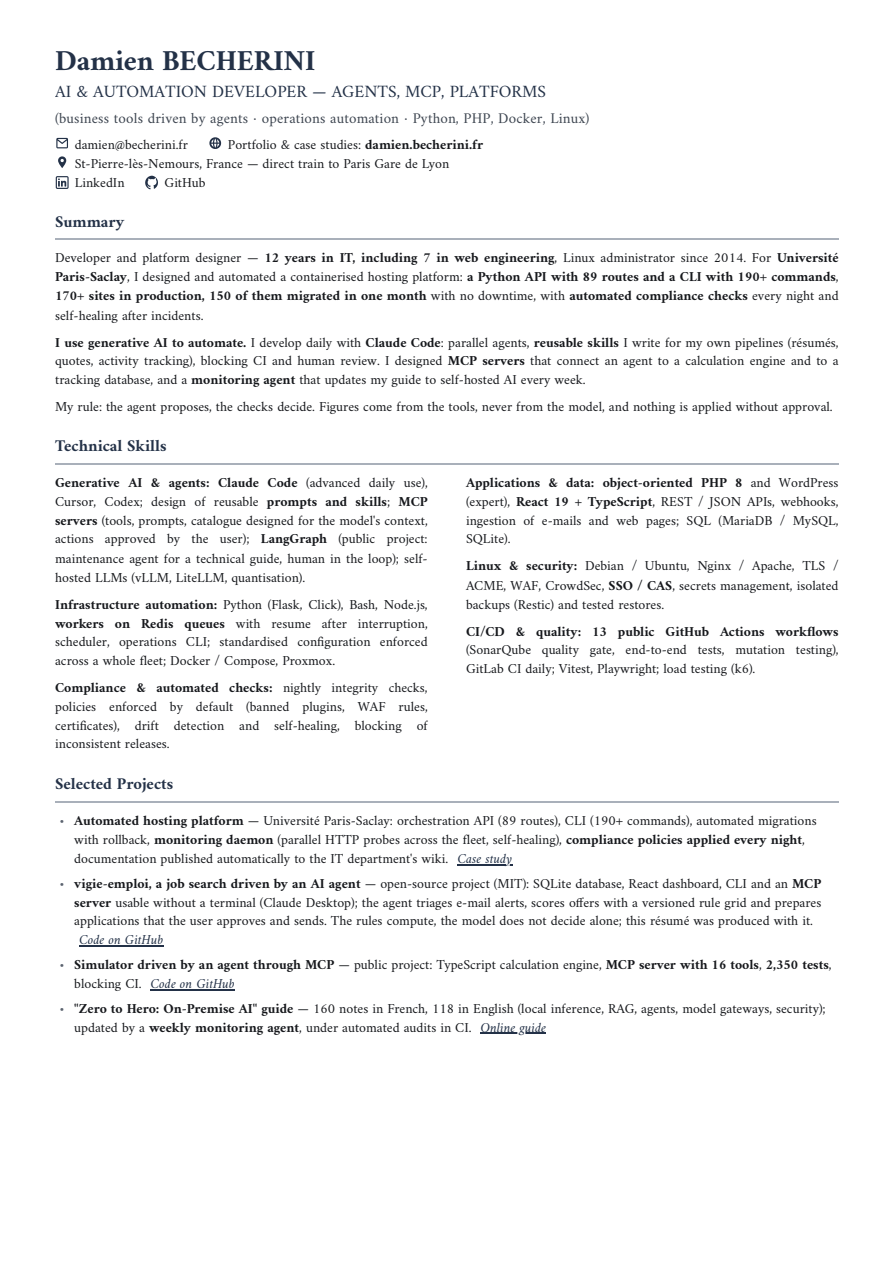 Damien BECHERINI
AI & AUTOMATION DEVELOPER — AGENTS, MCP, PLATFORMS
(business tools driven by agents · operations automation · Python, PHP, Docker, Linux)
damien@becherini.fr Portfolio & case studies: damien.becherini.fr
St-Pierre-lès-Nemours, France — direct train to Paris Gare de Lyon
LinkedIn GitHub
Summary
Developer and platform designer — 12 years in IT, including 7 in web engineering, Linux administrator since 2014. For Université
Paris-Saclay, I designed and automated a containerised hosting platform: a Python API with 89 routes and a CLI with 190+ commands,
170+ sites in production, 150 of them migrated in one month with no downtime, with automated compliance checks every night and
self-healing after incidents.
I use generative AI to automate. I develop daily with Claude Code: parallel agents, reusable skills I write for my own pipelines (résumés,
quotes, activity tracking), blocking CI and human review. I designed MCP servers that connect an agent to a calculation engine and to a
tracking database, and a monitoring agent that updates my guide to self-hosted AI every week.
My rule: the agent proposes, the checks decide. Figures come from the tools, never from the model, and nothing is applied without approval.
Technical Skills
Generative AI & agents: Claude Code (advanced daily use),
Cursor, Codex; design of reusable prompts and skills; MCP
servers (tools, prompts, catalogue designed for the model's context,
actions approved by the user); LangGraph (public project:
maintenance agent for a technical guide, human in the loop); self-
hosted LLMs (vLLM, LiteLLM, quantisation).
Infrastructure automation: Python (Flask, Click), Bash, Node.js,
workers on Redis queues with resume after interruption,
scheduler, operations CLI; standardised configuration enforced
across a whole fleet; Docker / Compose, Proxmox.
Compliance & automated checks: nightly integrity checks,
policies enforced by default (banned plugins, WAF rules,
certificates), drift detection and self-healing, blocking of
inconsistent releases.
Applications & data: object-oriented PHP 8 and WordPress
(expert), React 19 + TypeScript, REST / JSON APIs, webhooks,
ingestion of e-mails and web pages; SQL (MariaDB / MySQL,
SQLite).
Linux & security: Debian / Ubuntu, Nginx / Apache, TLS /
ACME, WAF, CrowdSec, SSO / CAS, secrets management, isolated
backups (Restic) and tested restores.
CI/CD & quality: 13 public GitHub Actions workflows
(SonarQube quality gate, end-to-end tests, mutation testing),
GitLab CI daily; Vitest, Playwright; load testing (k6).
Selected Projects
• Automated hosting platform — Université Paris-Saclay: orchestration API (89 routes), CLI (190+ commands), automated migrations
with rollback, monitoring daemon (parallel HTTP probes across the fleet, self-healing), compliance policies applied every night,
documentation published automatically to the IT department's wiki. Case study
• vigie-emploi, a job search driven by an AI agent — open-source project (MIT): SQLite database, React dashboard, CLI and an MCP
server usable without a terminal (Claude Desktop); the agent triages e-mail alerts, scores offers with a versioned rule grid and prepares
applications that the user approves and sends. The rules compute, the model does not decide alone; this résumé was produced with it.
Code on GitHub
• Simulator driven by an agent through MCP — public project: TypeScript calculation engine, MCP server with 16 tools, 2,350 tests,
blocking CI. Code on GitHub
• "Zero to Hero: On-Premise AI" guide — 160 notes in French, 118 in English (local inference, RAG, agents, model gateways, security);
updated by a weekly monitoring agent, under automated audits in CI. Online guide